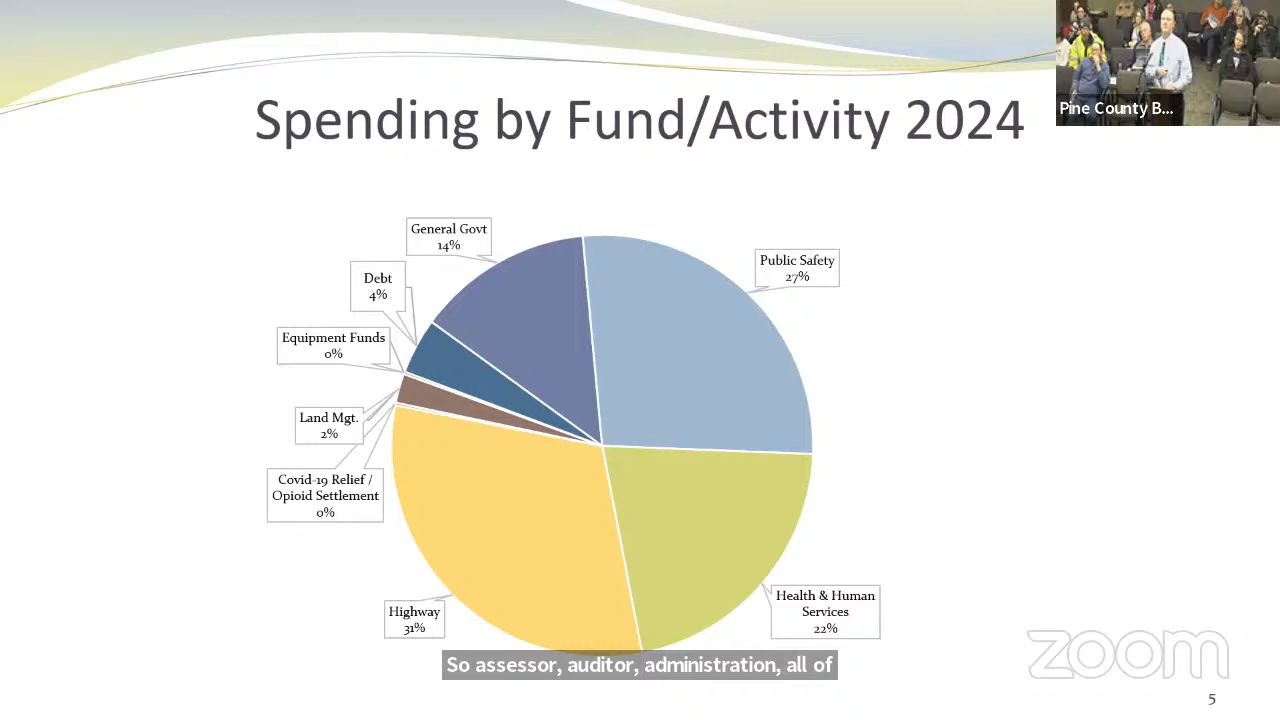 Pine County B...
Spending by Fund/Activity 2024
General Govt
14%
Public Safety
27%
Debt
4%
Equipment Funds
0%
Land Mgt.
2%
Covid-19 Relief /
Opioid Settlement
0%
Highway
31%
Health & Human
Services
22%
So assessor, auditor, administration, all of
zoom
5